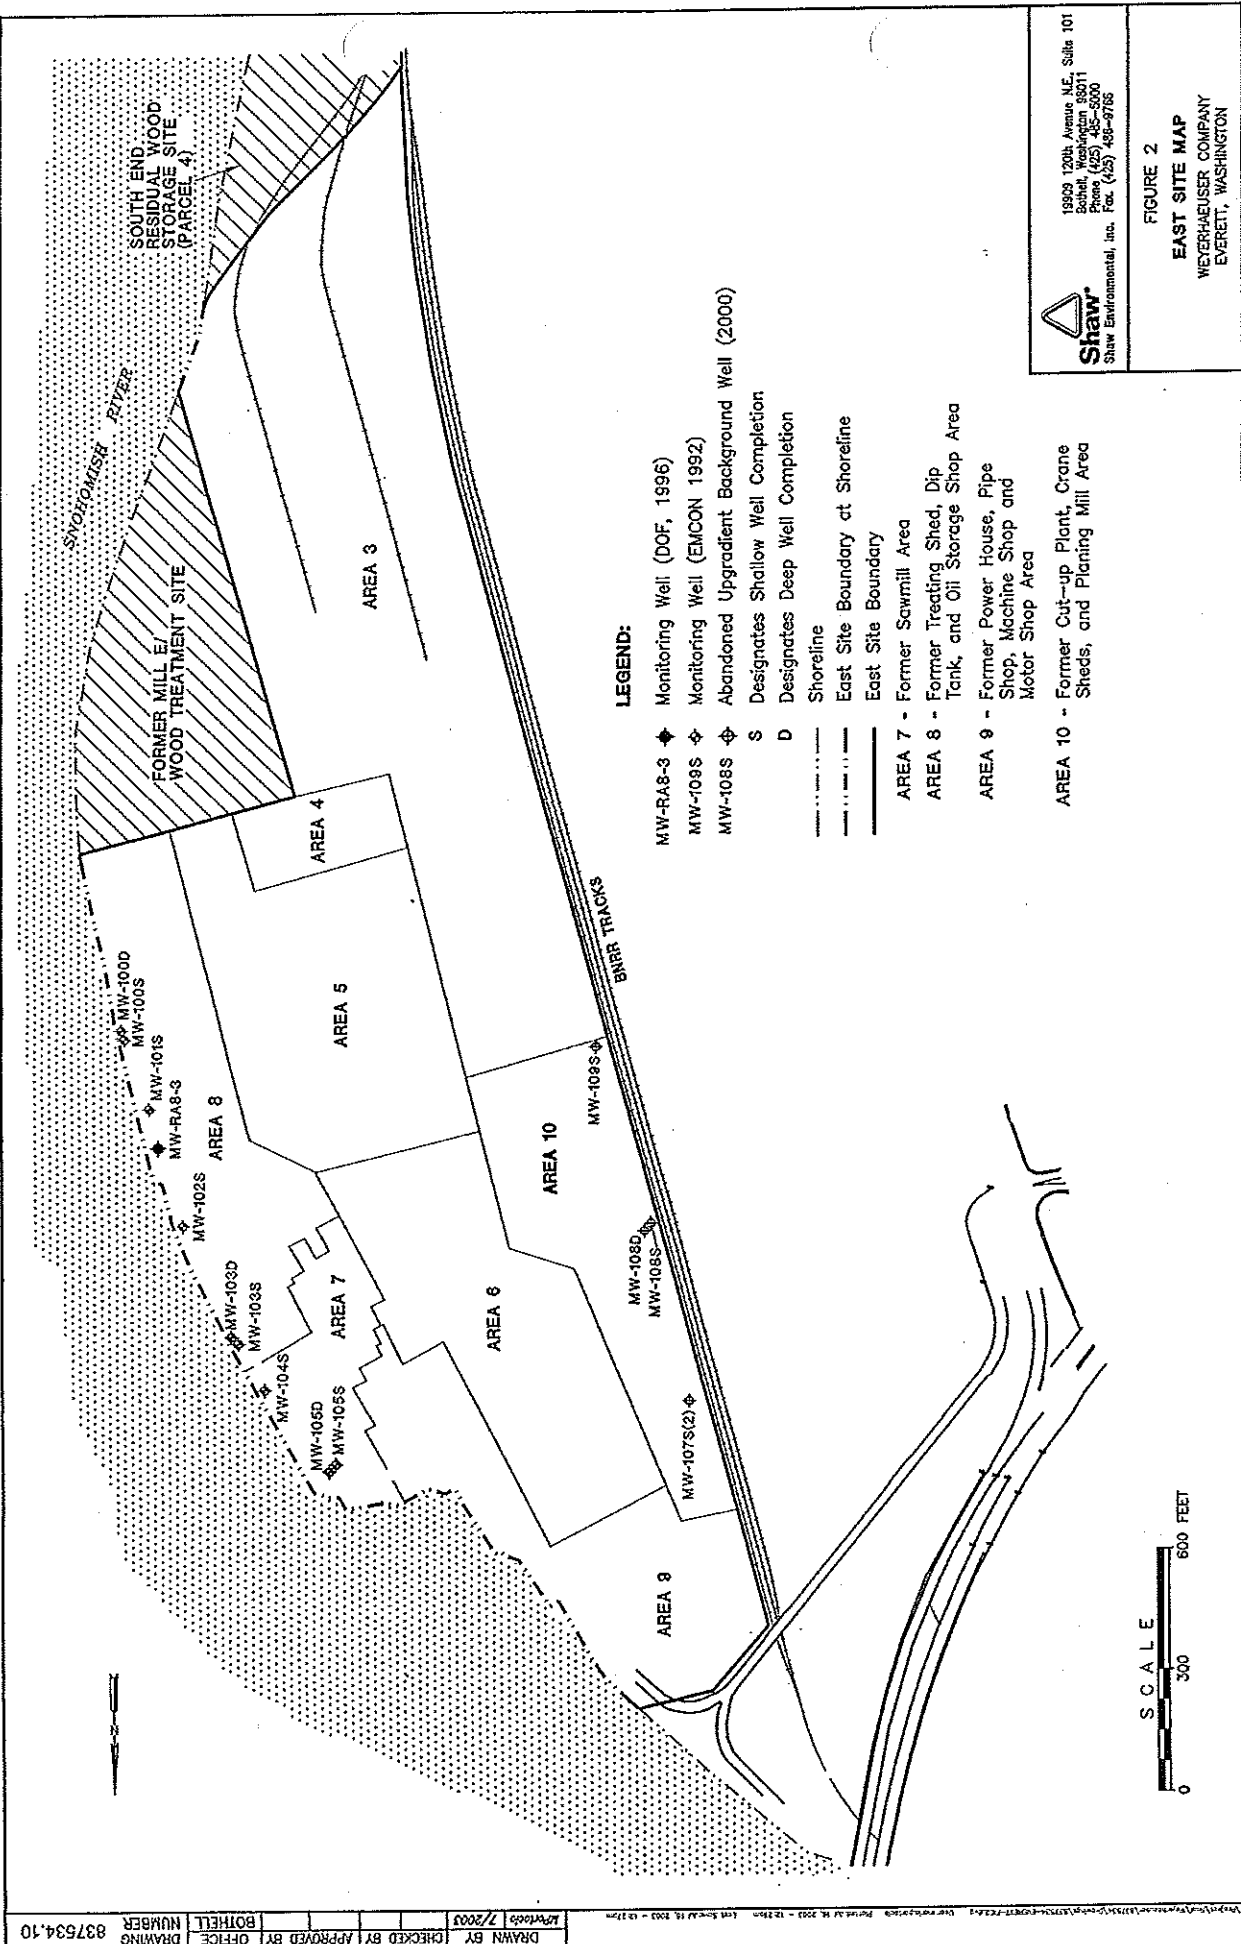 SOUTH END
RESIDUAL WOOD
STORAGE SITE
(PARCEL 4)
SNOHOMISH RIVER
FORMER MILL E/
WOOD TREATMENT SITE
AREA 3
AREA 4
AREA 5
MW-100D
MW-100S
MW-101S
MW-RA8-3
AREA 8
MW-102S
MW-103D
MW-103S
MW-104S
MW-105D
MW-105S
AREA 7
AREA 6
AREA 10
MW-109S
BNRR TRACKS
MW-108D
MW-108S
MW-107S(2)
AREA 9
N
LEGEND:
MW-RA8-3 Monitoring Well (DOF, 1996)
MW-109S Monitoring Well (EMCON 1992)
MW-108S Abandoned Upgradient Background Well (2000)
S Designates Shallow Well Completion
D Designates Deep Well Completion
Shoreline
East Site Boundary at Shoreline
East Site Boundary
AREA 7 - Former Sawmill Area
AREA 8 - Former Treating Shed, Dip
Tank, and Oil Storage Shop Area
AREA 9 - Former Power House, Pipe
Shop, Machine Shop and
Motor Shop Area
AREA 10 - Former Cut-up Plant, Crane
Sheds, and Planing Mill Area
SCALE
0 300 600 FEET
Shaw
Shaw Environmental, Inc.
19909 120th Avenue N.E., Suite 101
Bothell, Washington 98011
Phone (425) 485-5000
Fax (425) 486-9766
FIGURE 2
EAST SITE MAP
WEYERHAEUSER COMPANY
EVERETT, WASHINGTON
DRAWN BY
7/2003
CHECKED BY
APPROVED BY
OFFICE
BOTHELL
DRAWING
NUMBER
837534.10